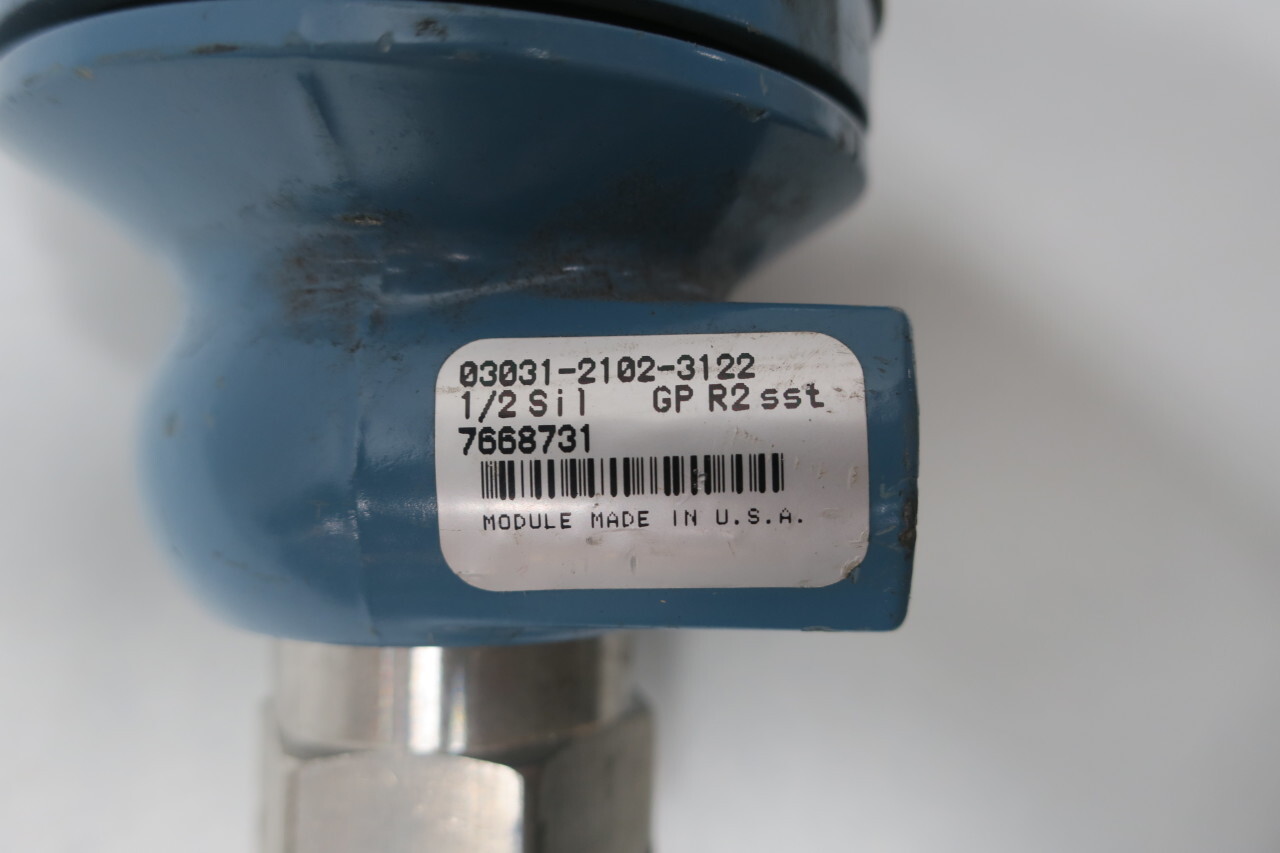 03031-2102-3122
1/2 Sil GP R2 sst
7668731
MODULE MADE IN U.S.A.